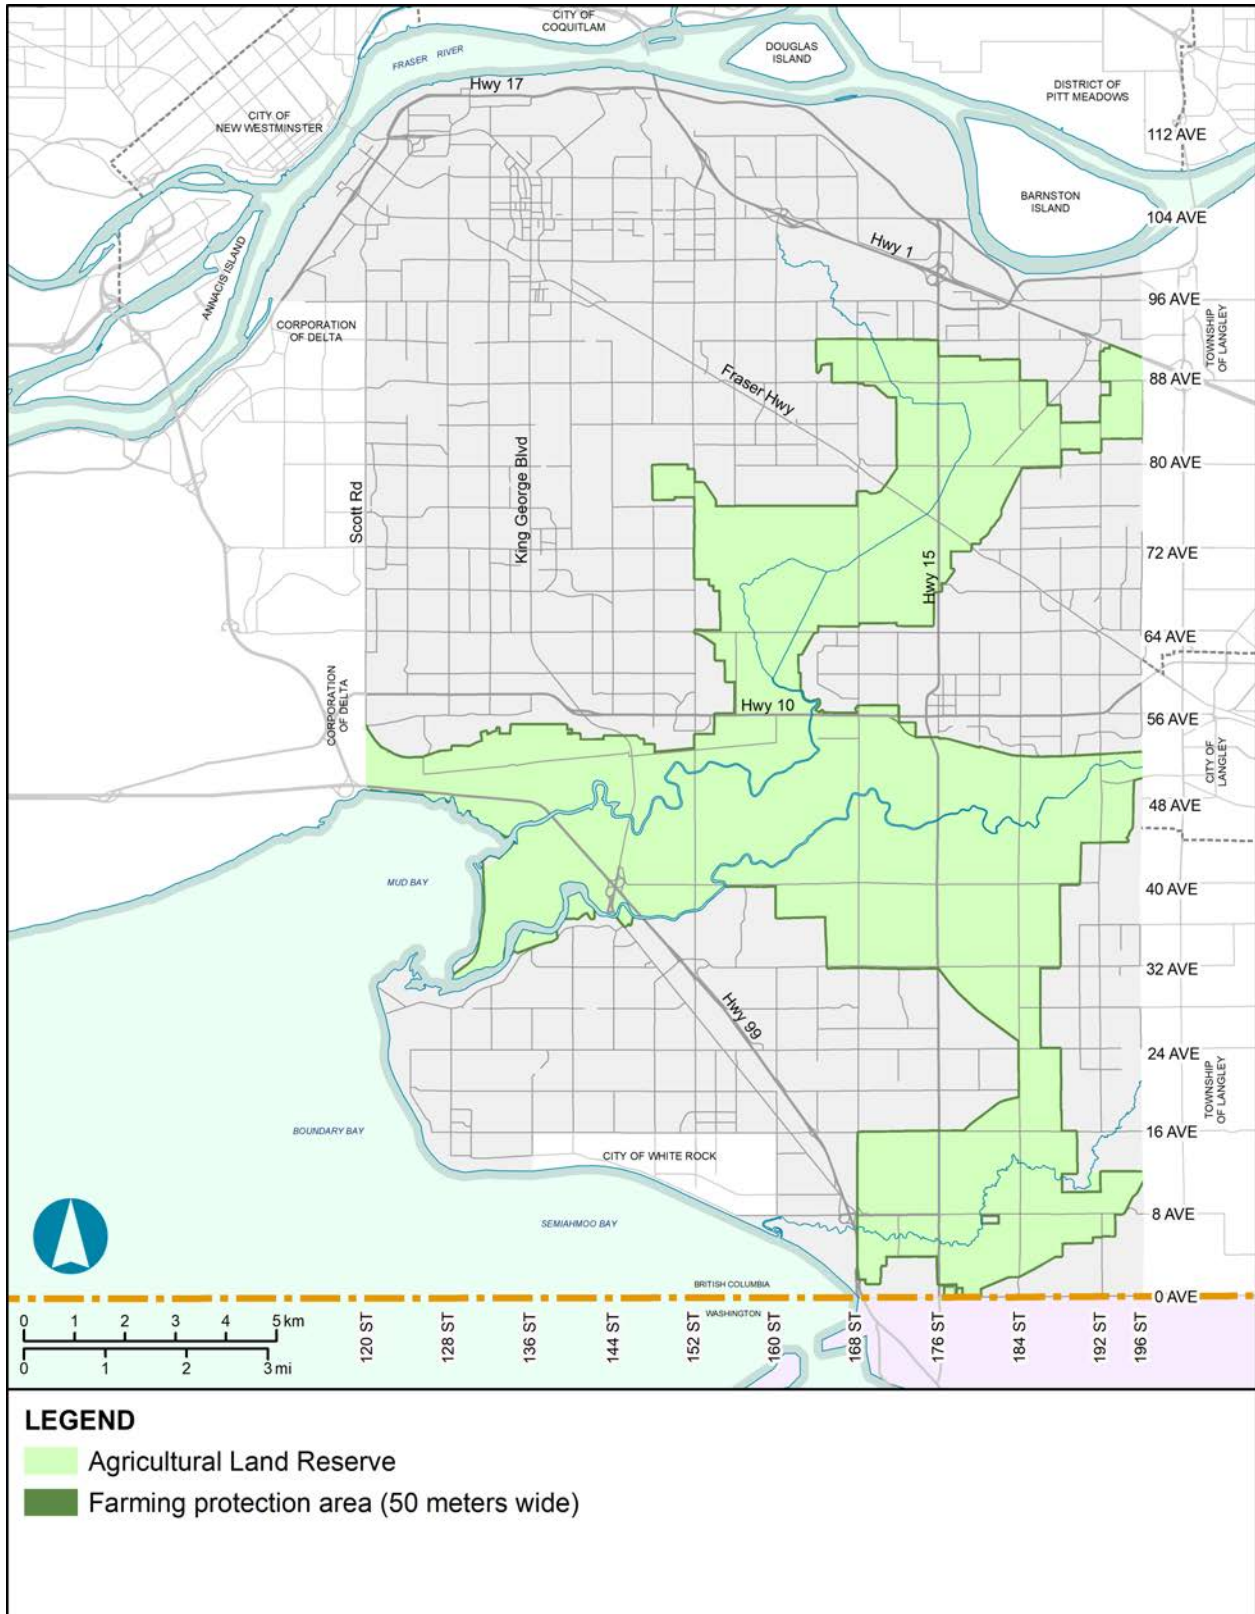 CITY OF
COQUITLAM
FRASER RIVER
DOUGLAS
ISLAND
Hwy 17
DISTRICT OF
PITT MEADOWS
CITY OF
NEW WESTMINSTER
112 AVE
BARNSTON
ISLAND
104 AVE
Hwy 1
ANNACIS ISLAND
96 AVE
CORPORATION
OF DELTA
TOWNSHIP
OF LANGLEY
88 AVE
Fraser Hwy
80 AVE
Scott Rd
King George Blvd
72 AVE
Hwy 15
64 AVE
CORPORATION
OF DELTA
Hwy 10
56 AVE
CITY OF
LANGLEY
48 AVE
MUD BAY
40 AVE
32 AVE
Hwy 99
24 AVE
TOWNSHIP
OF LANGLEY
BOUNDARY BAY
16 AVE
CITY OF WHITE ROCK
8 AVE
SEMIAHMOO BAY
BRITISH COLUMBIA
0 AVE
WASHINGTON
0 1 2 3 4 5 km
0 1 2 3 mi
120 ST
128 ST
136 ST
144 ST
152 ST
160 ST
168 ST
176 ST
184 ST
192 ST
196 ST
LEGEND
Agricultural Land Reserve
Farming protection area (50 meters wide)